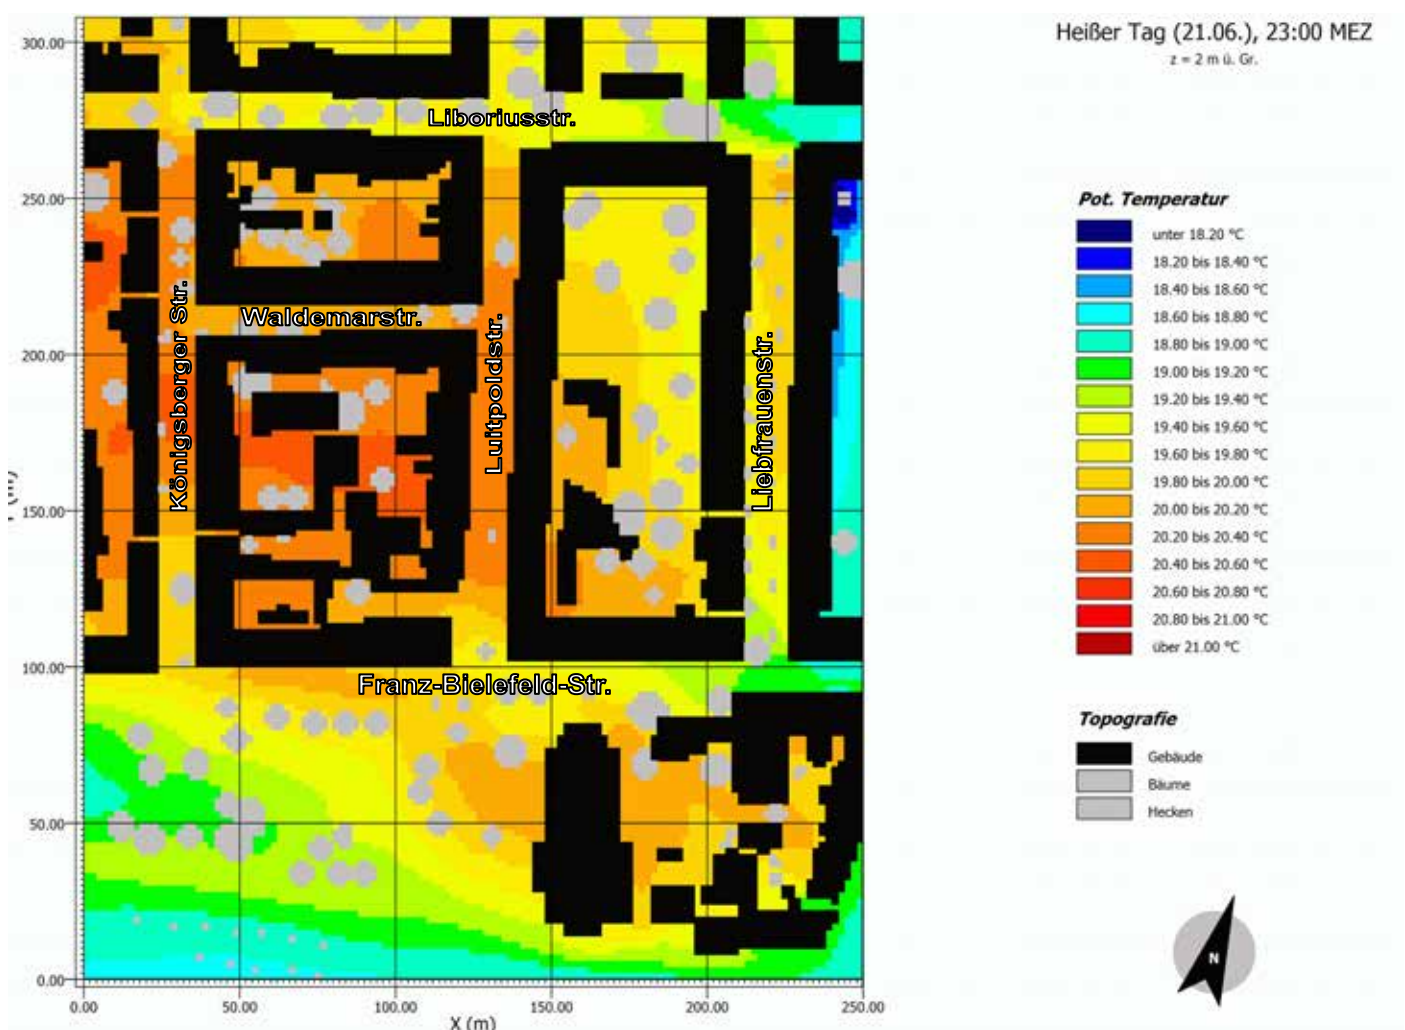 Heißer Tag (21.06.), 23:00 MEZ
z = 2 m ü. Gr.
300.00
250.00
200.00
150.00
100.00
50.00
0.00
0.00 50.00 100.00 150.00 200.00 250.00
X (m)
Liboriusstr.
Waldemarstr.
Königsberger Str.
Luitpoldstr.
Liebfrauenstr.
Franz-Bielefeld-Str.
Pot. Temperatur
unter 18.20 °C
18.20 bis 18.40 °C
18.40 bis 18.60 °C
18.60 bis 18.80 °C
18.80 bis 19.00 °C
19.00 bis 19.20 °C
19.20 bis 19.40 °C
19.40 bis 19.60 °C
19.60 bis 19.80 °C
19.80 bis 20.00 °C
20.00 bis 20.20 °C
20.20 bis 20.40 °C
20.40 bis 20.60 °C
20.60 bis 20.80 °C
20.80 bis 21.00 °C
über 21.00 °C
Topografie
Gebäude
Bäume
Hecken
N